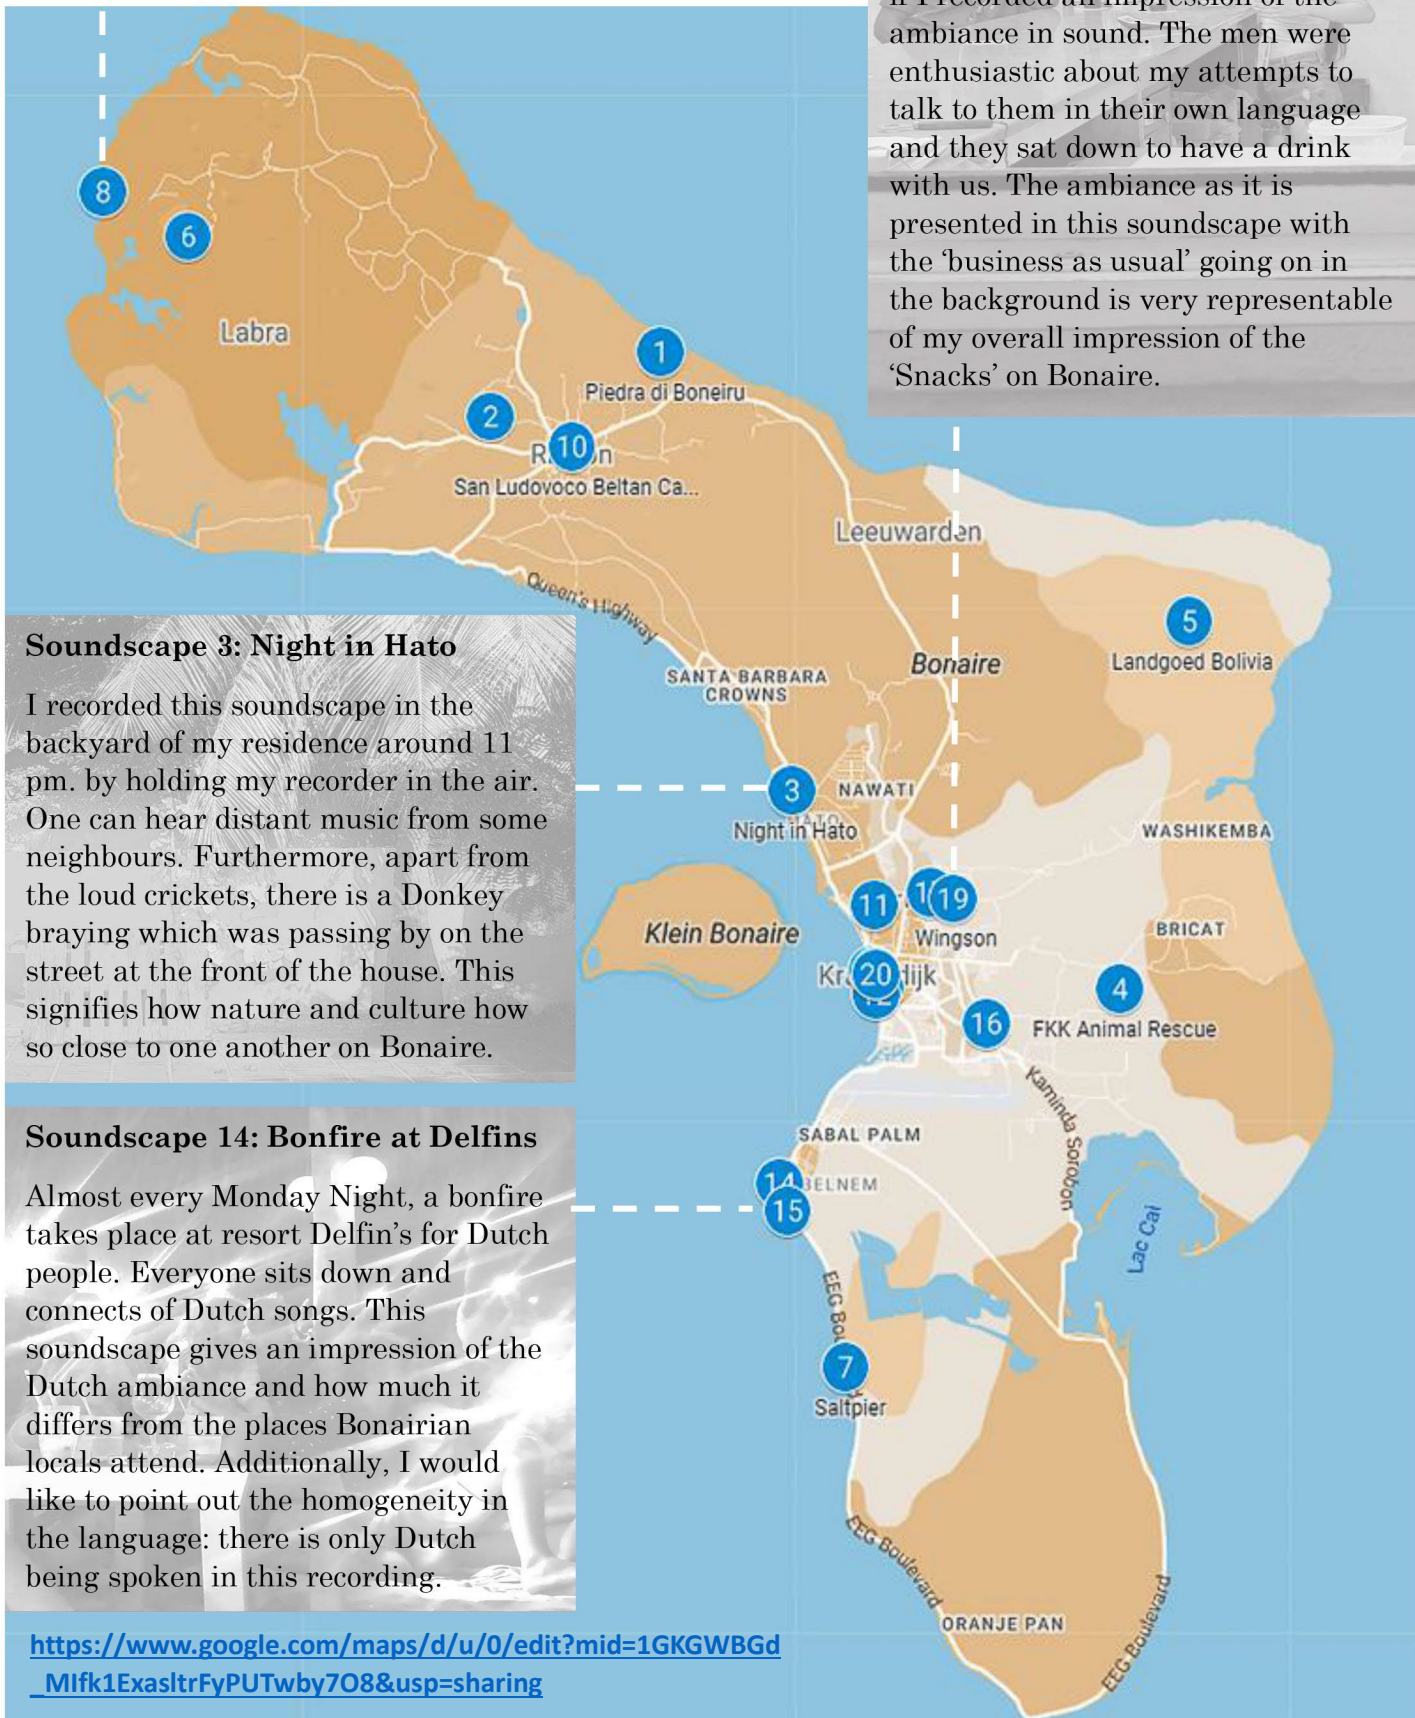 if I recorded an impression of the
ambiance in sound. The men were
enthusiastic about my attempts to
talk to them in their own language
and they sat down to have a drink
with us. The ambiance as it is
presented in this soundscape with
the ‘business as usual’ going on in
the background is very representable
of my overall impression of the
‘Snacks’ on Bonaire.
8
6
Labra
1
Piedra di Boneiru
2
10
San Ludovoco Beltan Ca...
Leeuwarden
Queen's Highway
5
Landgoed Bolivia
Bonaire
SANTA BARBARA
CROWNS
Soundscape 3: Night in Hato
I recorded this soundscape in the
backyard of my residence around 11
pm. by holding my recorder in the air.
One can hear distant music from some
neighbours. Furthermore, apart from
the loud crickets, there is a Donkey
braying which was passing by on the
street at the front of the house. This
signifies how nature and culture how
so close to one another on Bonaire.
3
NAWATI
Night in Hato
WASHIKEMBA
11
19
Wingson
Klein Bonaire
BRICAT
20
12
4
16
FKK Animal Rescue
Kaminda Sorobon
SABAL PALM
14
BELNEM
15
Lac Cai
Soundscape 14: Bonfire at Delfins
Almost every Monday Night, a bonfire
takes place at resort Delfin’s for Dutch
people. Everyone sits down and
connects of Dutch songs. This
soundscape gives an impression of the
Dutch ambiance and how much it
differs from the places Bonairian
locals attend. Additionally, I would
like to point out the homogeneity in
the language: there is only Dutch
being spoken in this recording.
7
Saltpier
EEG Boulevard
ORANJE PAN
EEG Boulevard
https://www.google.com/maps/d/u/0/edit?mid=1GKGWBGd
_MIfk1ExasltrFyPUTwby7O8&usp=sharing